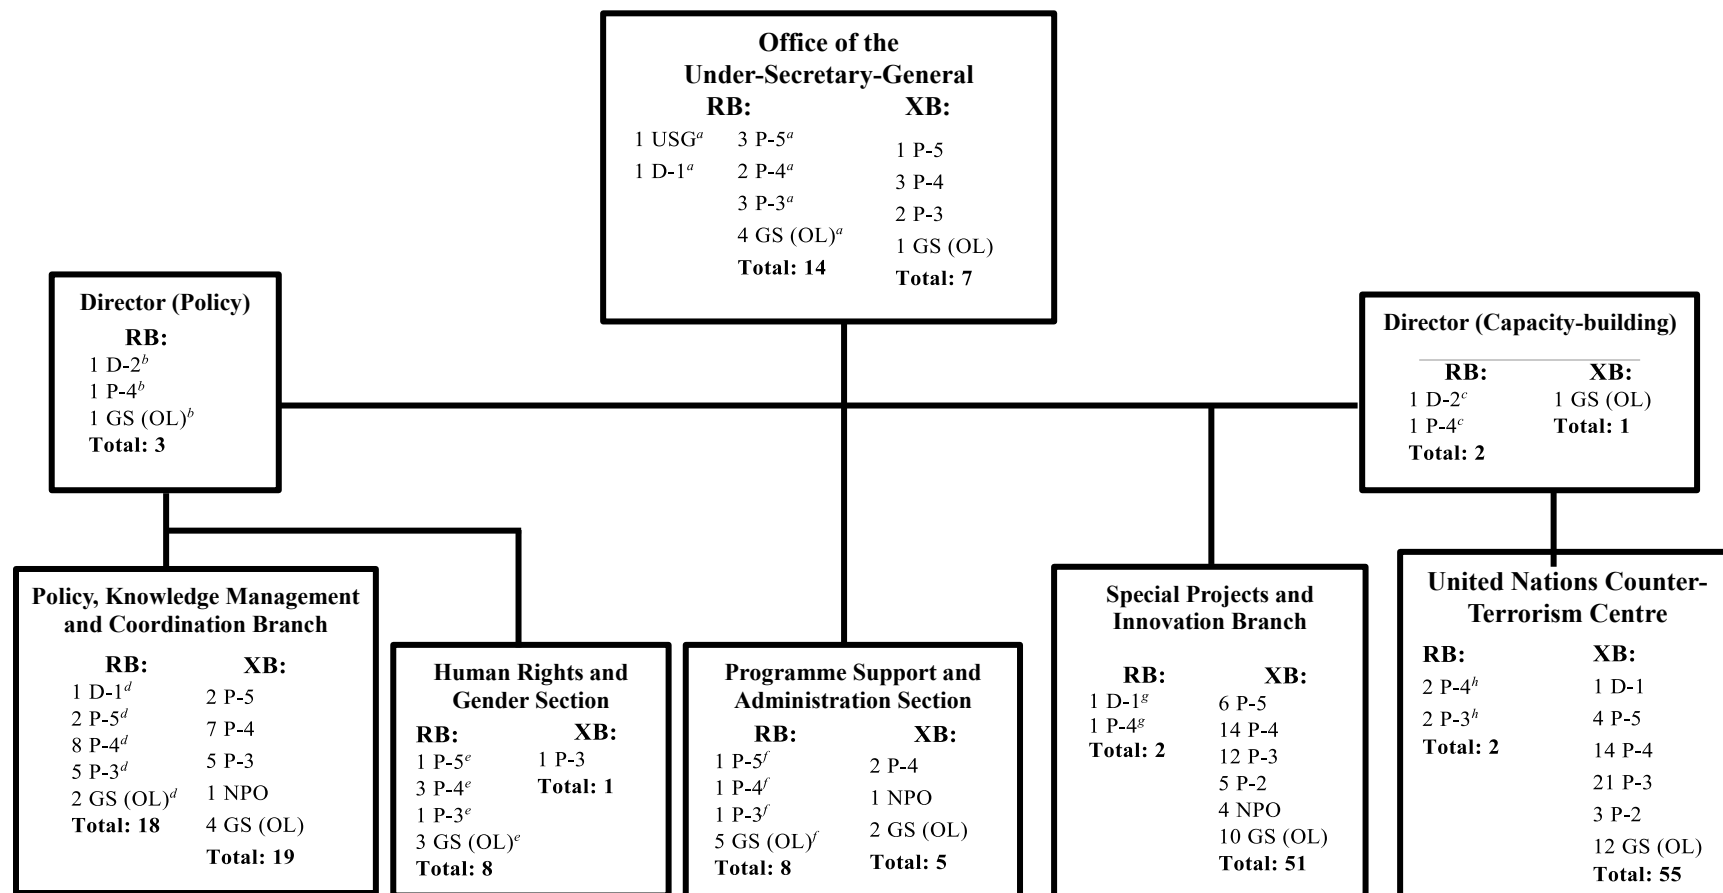 Office of the
Under-Secretary-General
RB:
1 USGᵃ
1 D-1ᵃ
3 P-5ᵃ
2 P-4ᵃ
3 P-3ᵃ
4 GS (OL)ᵃ
Total: 14
XB:
1 P-5
3 P-4
2 P-3
1 GS (OL)
Total: 7
Director (Policy)
RB:
1 D-2ᵇ
1 P-4ᵇ
1 GS (OL)ᵇ
Total: 3
Director (Capacity-building)
RB:
1 D-2ᶜ
1 P-4ᶜ
Total: 2
XB:
1 GS (OL)
Total: 1
Policy, Knowledge Management
and Coordination Branch
RB:
1 D-1ᵈ
2 P-5ᵈ
8 P-4ᵈ
5 P-3ᵈ
2 GS (OL)ᵈ
Total: 18
XB:
2 P-5
7 P-4
5 P-3
1 NPO
4 GS (OL)
Total: 19
Human Rights and
Gender Section
RB:
1 P-5ᵉ
3 P-4ᵉ
1 P-3ᵉ
3 GS (OL)ᵉ
Total: 8
XB:
1 P-3
Total: 1
Programme Support and
Administration Section
RB:
1 P-5ᶠ
1 P-4ᶠ
1 P-3ᶠ
5 GS (OL)ᶠ
Total: 8
XB:
2 P-4
1 NPO
2 GS (OL)
Total: 5
Special Projects and
Innovation Branch
RB:
1 D-1ᵍ
1 P-4ᵍ
Total: 2
XB:
6 P-5
14 P-4
12 P-3
5 P-2
4 NPO
10 GS (OL)
Total: 51
United Nations Counter-
Terrorism Centre
RB:
2 P-4ʰ
2 P-3ʰ
Total: 2
XB:
1 D-1
4 P-5
14 P-4
21 P-3
3 P-2
12 GS (OL)
Total: 55